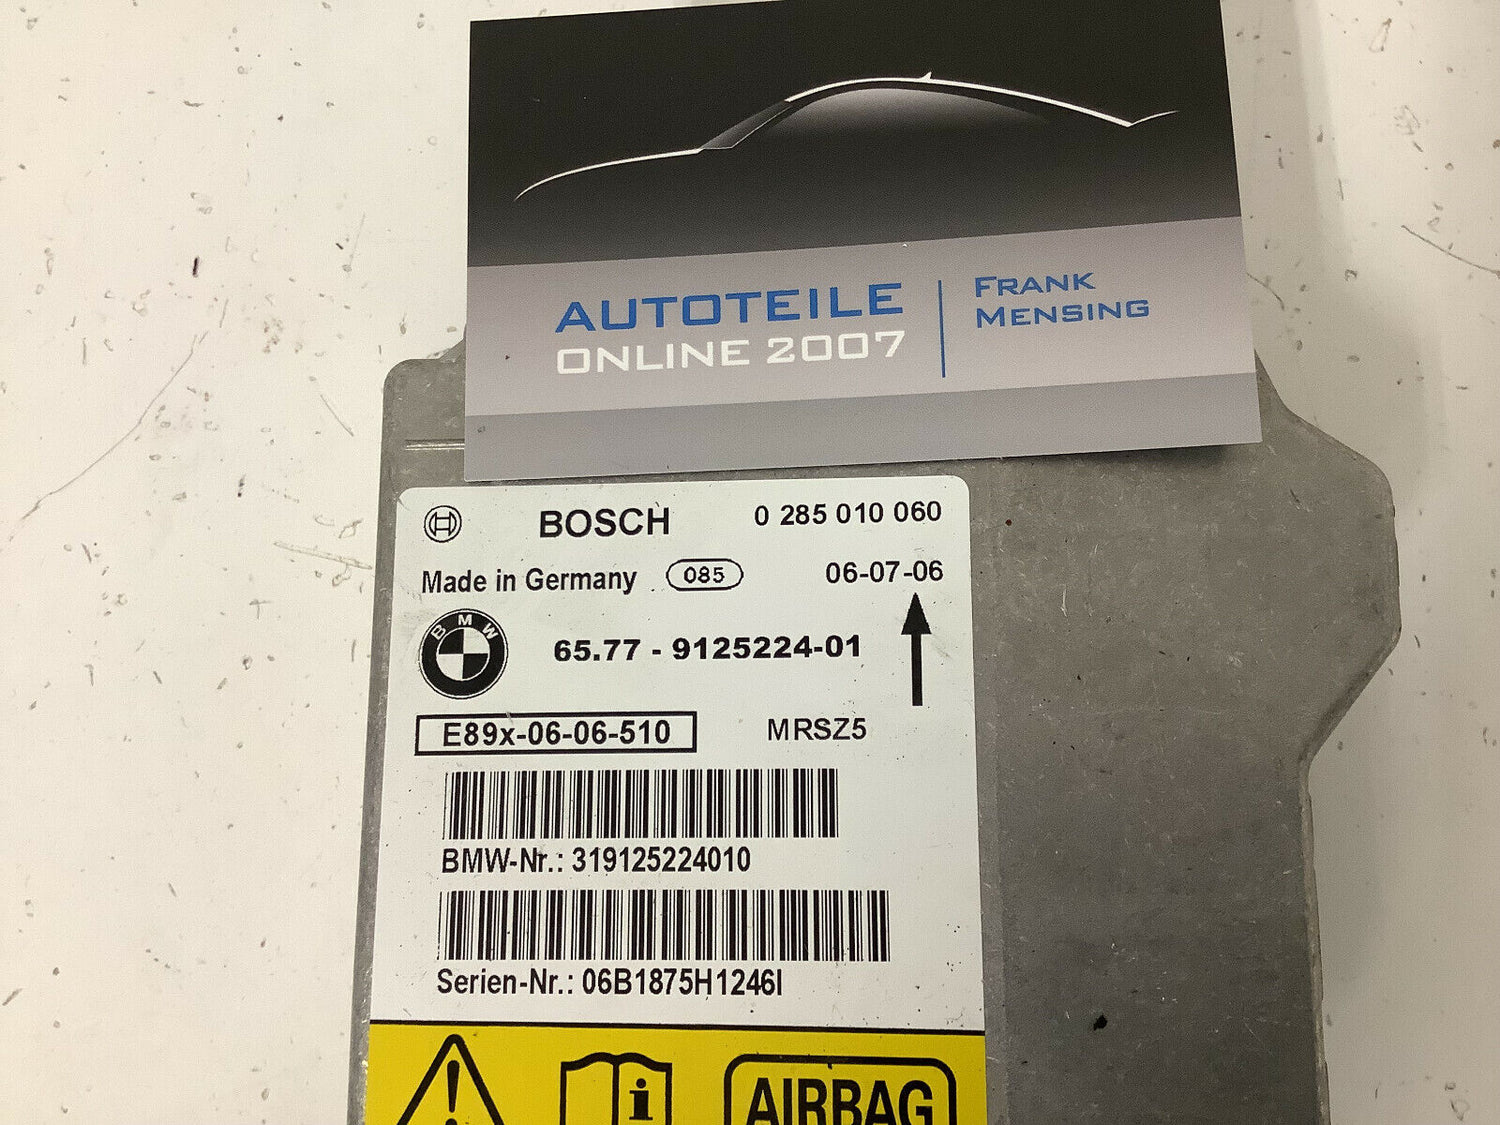 AUTOTEILE
ONLINE 2007
FRANK
MENSING
BOSCH 0 285 010 060
Made in Germany 085 06-07-06
BMW
65.77 - 9125224-01
E89x-06-06-510 MRSZ5
BMW-Nr.: 319125224010
Serien-Nr.: 06B1875H1246I
! i AIRBAG